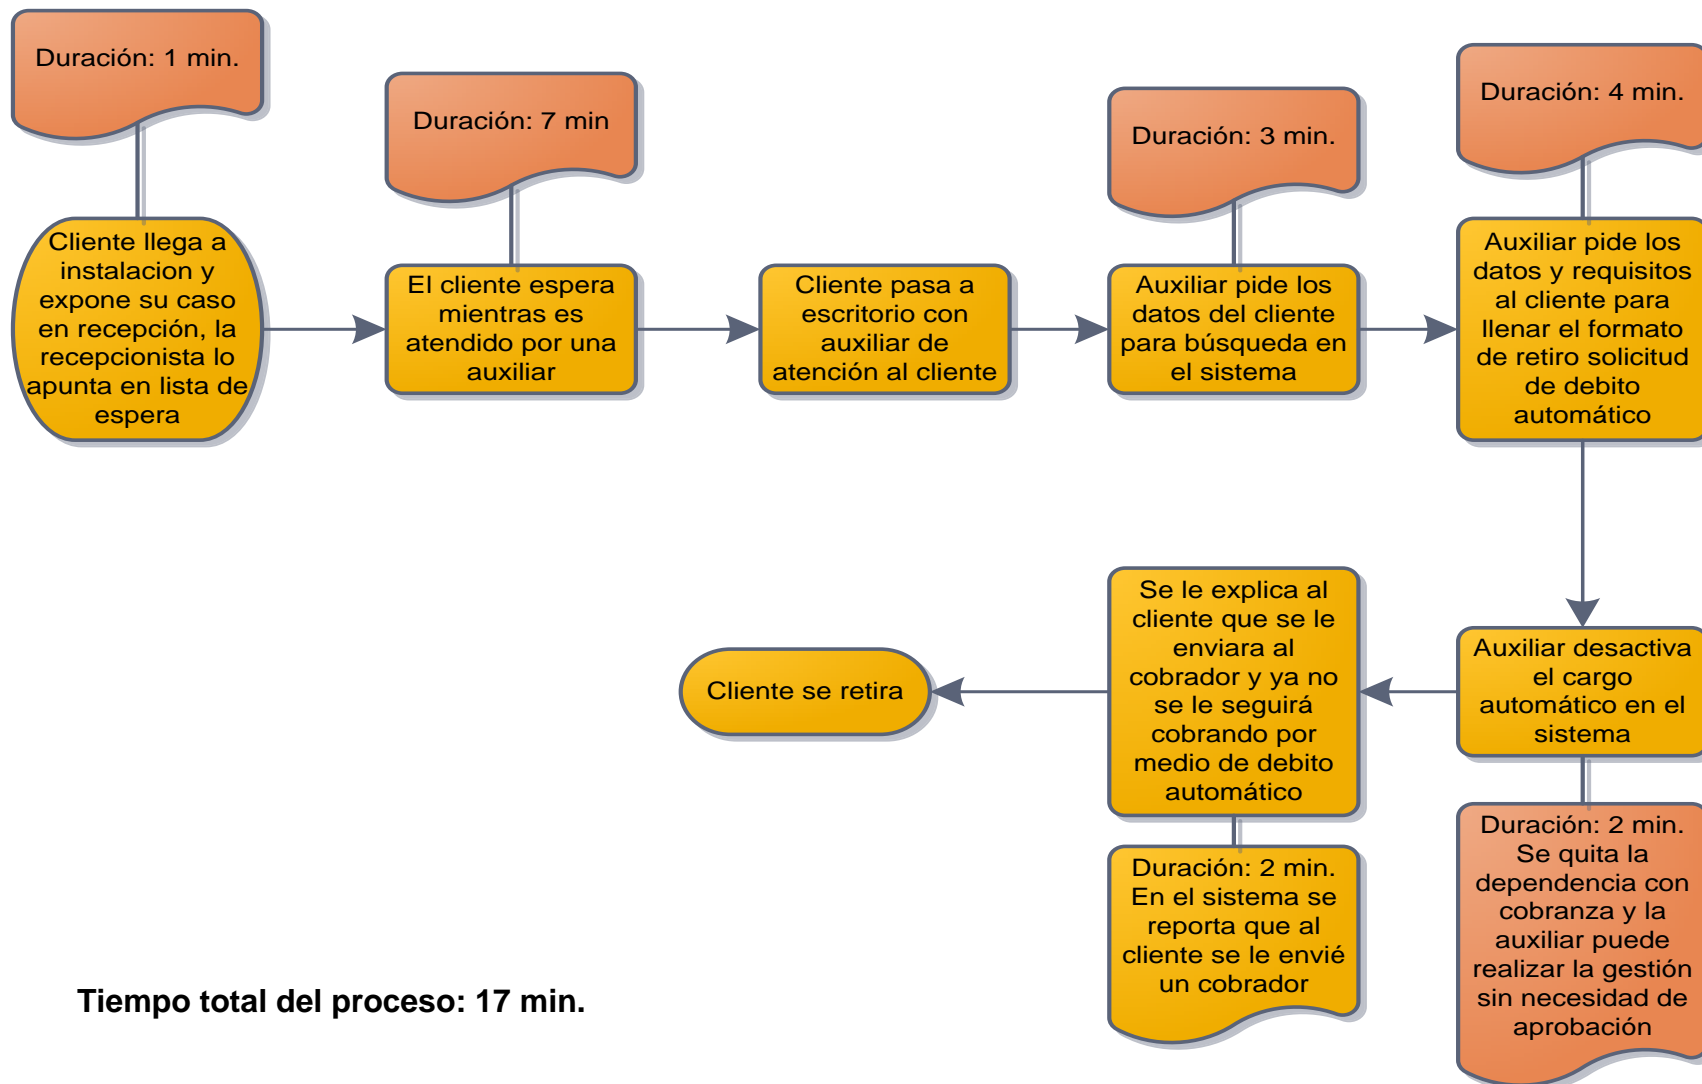 Duración: 1 min.
Duración: 7 min
Duración: 3 min.
Duración: 4 min.
Cliente llega a
instalacion y
expone su caso
en recepción, la
recepcionista lo
apunta en lista de
espera
El cliente espera
mientras es
atendido por una
auxiliar
Cliente pasa a
escritorio con
auxiliar de
atención al cliente
Auxiliar pide los
datos del cliente
para búsqueda en
el sistema
Auxiliar pide los
datos y requisitos
al cliente para
llenar el formato
de retiro solicitud
de debito
automático
Auxiliar desactiva
el cargo
automático en el
sistema
Duración: 2 min.
Se quita la
dependencia con
cobranza y la
auxiliar puede
realizar la gestión
sin necesidad de
aprobación
Se le explica al
cliente que se le
enviara al
cobrador y ya no
se le seguirá
cobrando por
medio de debito
automático
Duración: 2 min.
En el sistema se
reporta que al
cliente se le envié
un cobrador
Cliente se retira
Tiempo total del proceso: 17 min.